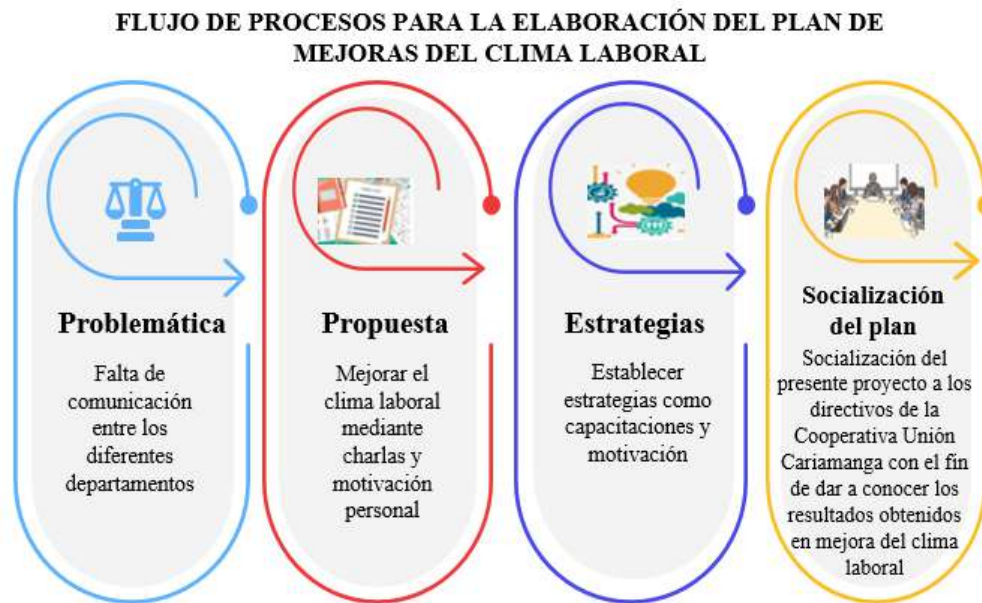 FLUJO DE PROCESOS PARA LA ELABORACIÓN DEL PLAN DE
MEJORAS DEL CLIMA LABORAL
Problemática
Falta de
comunicación
entre los
diferentes
departamentos
Propuesta
Mejorar el
clima laboral
mediante
charlas y
motivación
personal
Estrategias
Establecer
estrategias como
capacitaciones y
motivación
Socialización
del plan
Socialización del
presente proyecto a los
directivos de la
Cooperativa Unión
Cariamanga con el fin
de dar a conocer los
resultados obtenidos
en mejora del clima
laboral